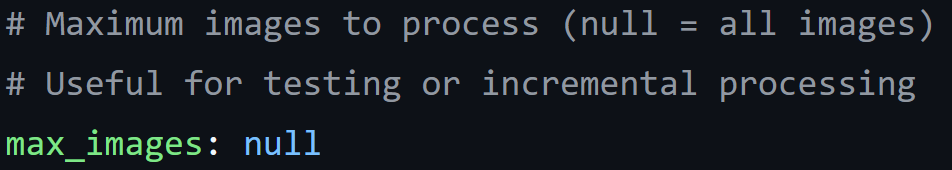 # Maximum images to process (null = all images)
# Useful for testing or incremental processing
max_images: null